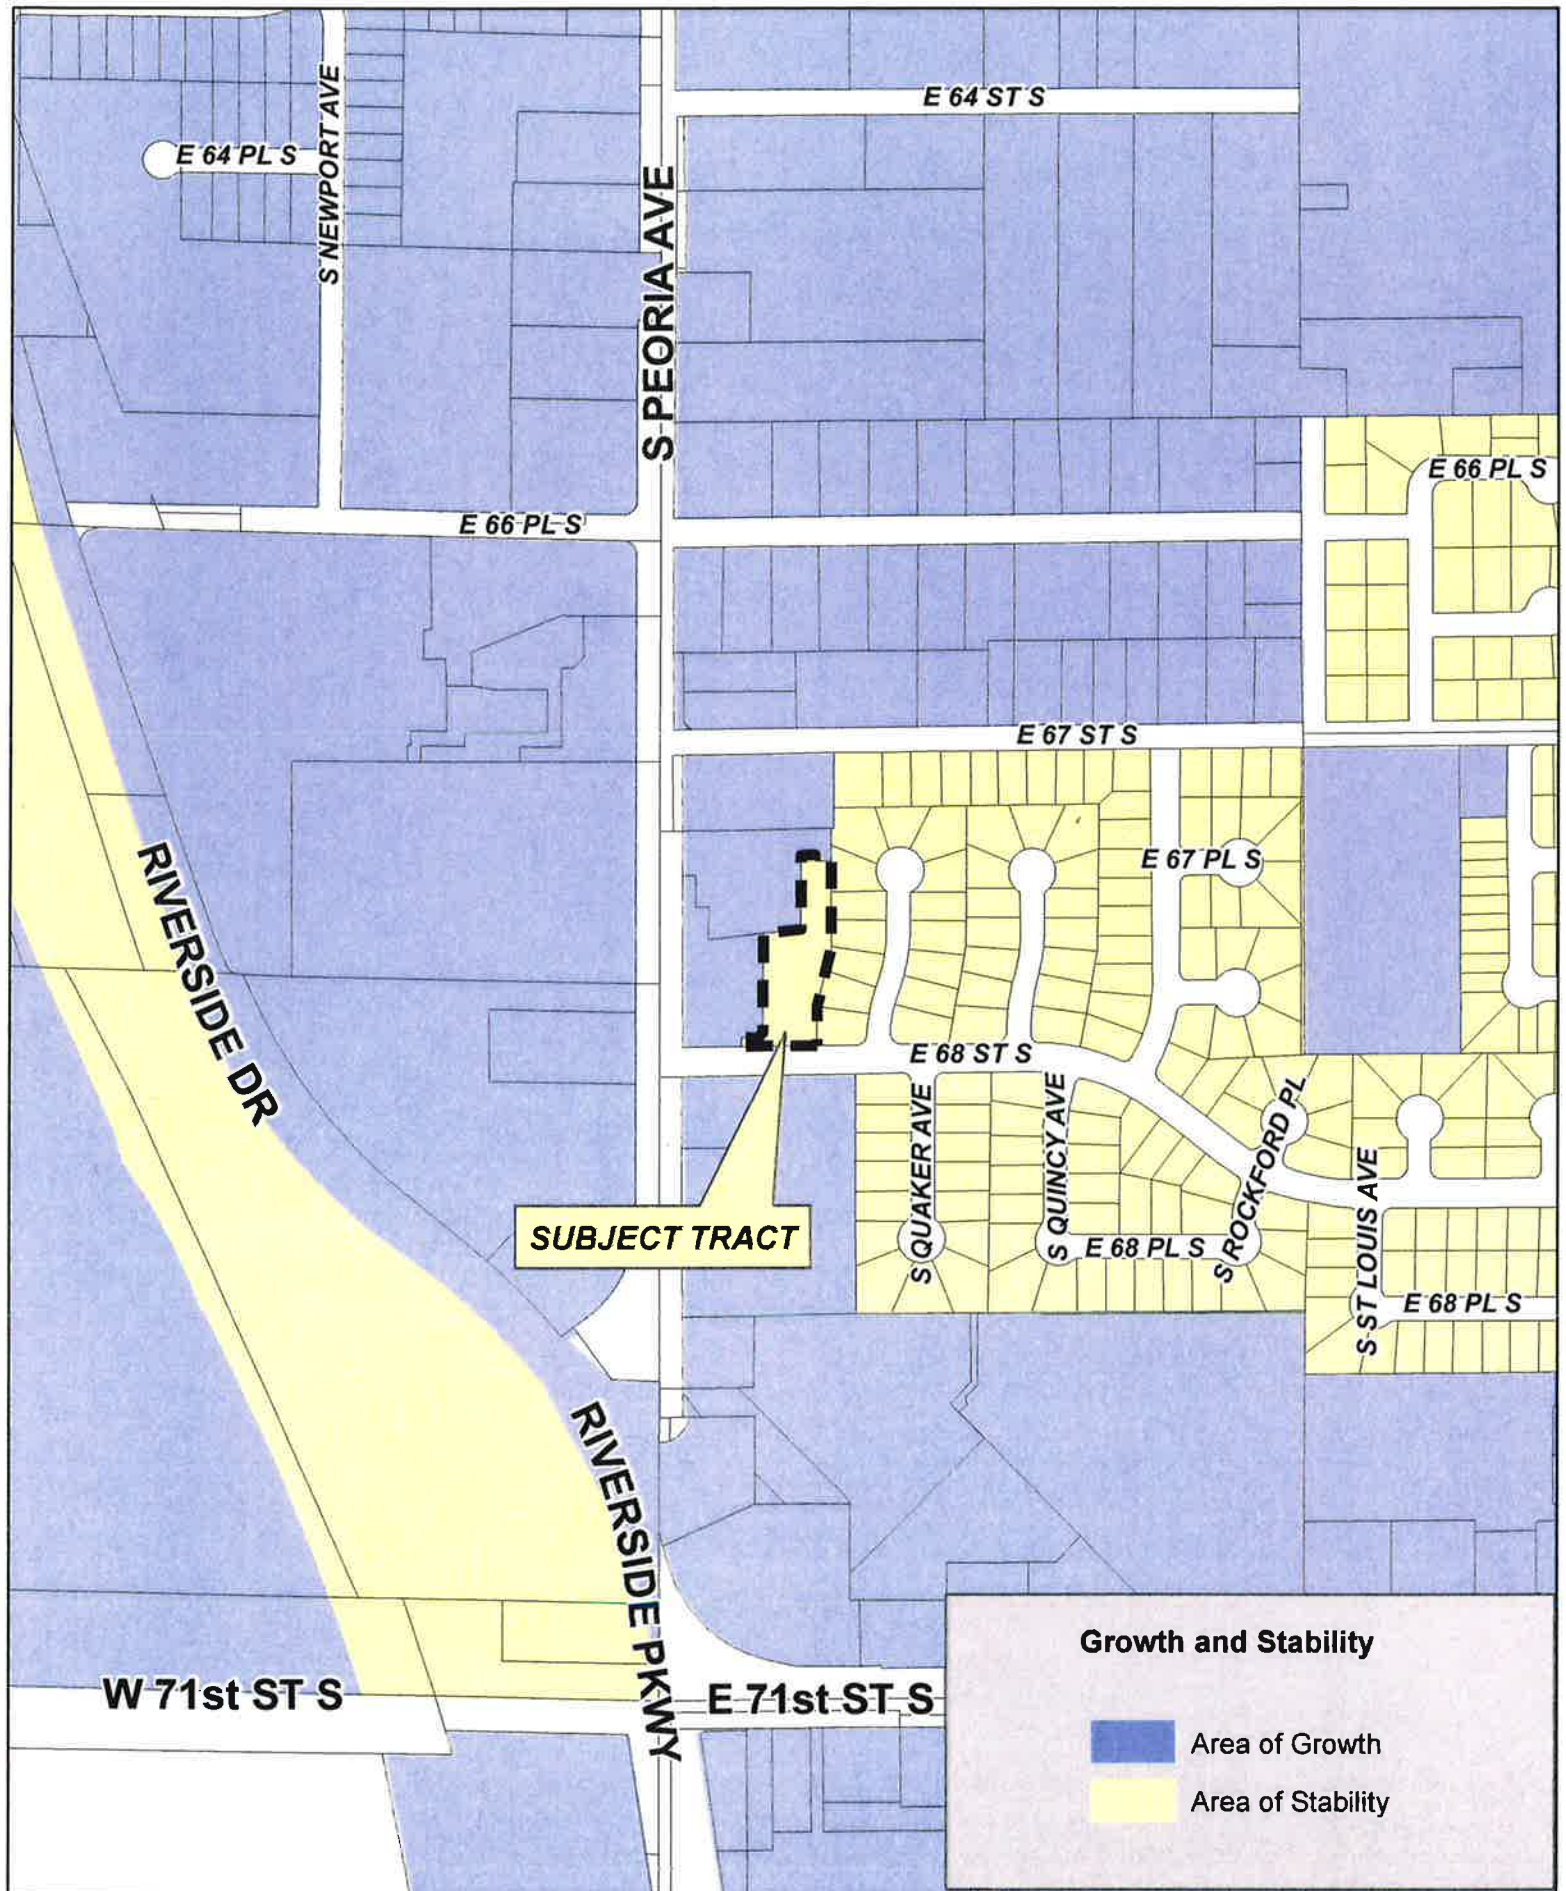 E 64 ST S
E 64 PL S
S NEWPORT AVE
S PEORIA AVE
E 66 PL S
E 66 PL S
E 67 ST S
E 67 PL S
RIVERSIDE DR
E 68 ST S
S QUAKER AVE
S QUINCY AVE
S ROCKFORD PL
S ST LOUIS AVE
SUBJECT TRACT
E 68 PL S
E 68 PL S
RIVERSIDE PKWY
W 71st ST S
E 71st ST S
Growth and Stability
Area of Growth
Area of Stability